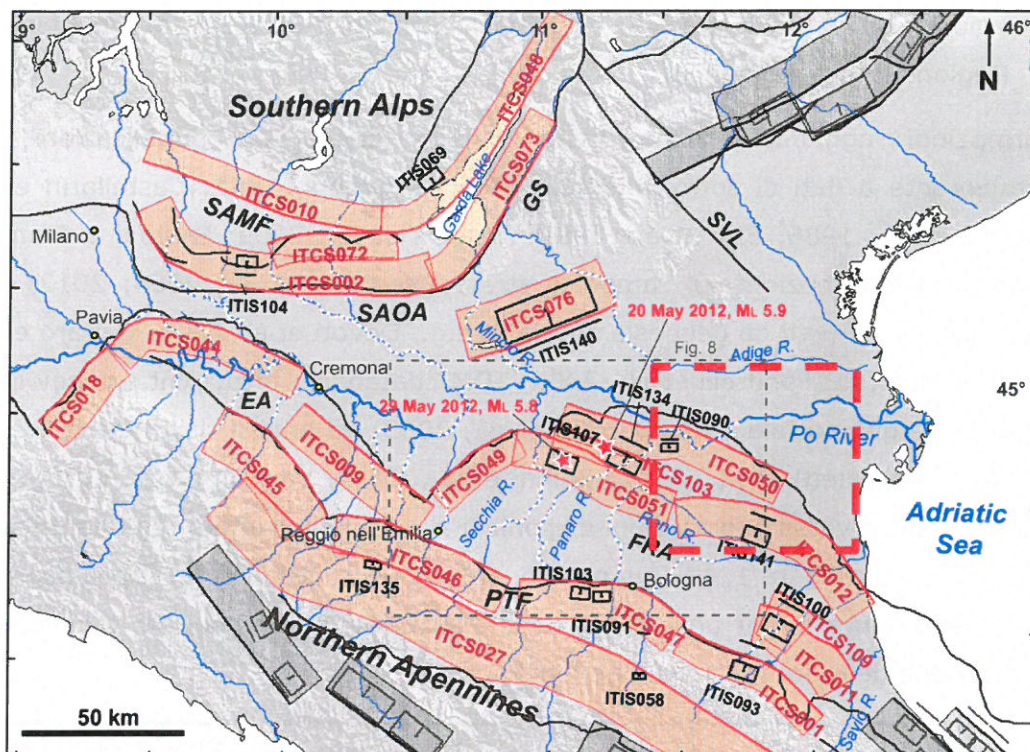 9°
10°
11°
12°
46°
N
Southern Alps
ITCS048
ITIS069
ITCS073
Garda Lake
GS
ITCS010
SAMF
SVL
Milano
ITCS072
ITCS002
ITIS104
SAOA
ITCS076
Mincio R.
ITIS140
20 May 2012, ML 5.9
Pavia
ITCS044
Fig. 8
Adige R.
Cremona
ITCS018
EA
29 May 2012, ML 5.8
ITIS134
ITIS090
45°
ITIS107
Po River
ITCS009
ITCS049
CS103
ITCS050
ITCS045
ITCS051
Secchia R.
Panaro R.
Reno R.
Adriatic
Sea
Reggio nell'Emilia
FRA
ITIS141
ITCS012
ITIS135
ITCS046
ITIS103
Bologna
ITIS100
PTF
ITIS091
ITCS047
ITCS109
Northern Apennines
ITCS027
ITCS011
ITIS058
ITIS093
ITCS001
Savio R.
50 km